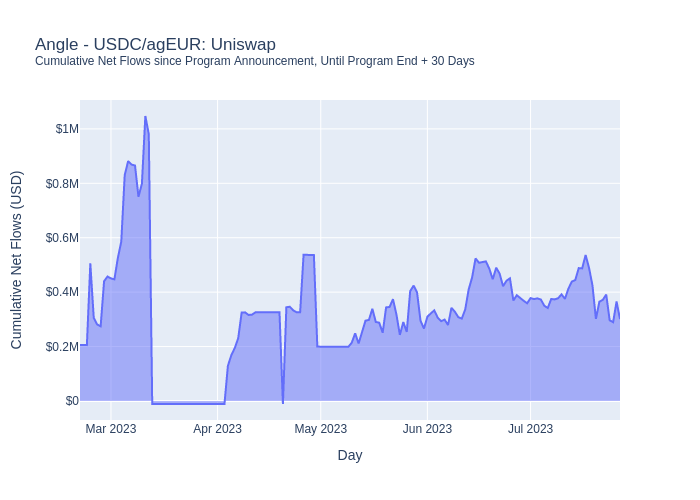 Angle - USDC/agEUR: Uniswap
Cumulative Net Flows since Program Announcement, Until Program End + 30 Days
Cumulative Net Flows (USD)
$1M
$0.8M
$0.6M
$0.4M
$0.2M
$0
Mar 2023
Apr 2023
May 2023
Jun 2023
Jul 2023
Day